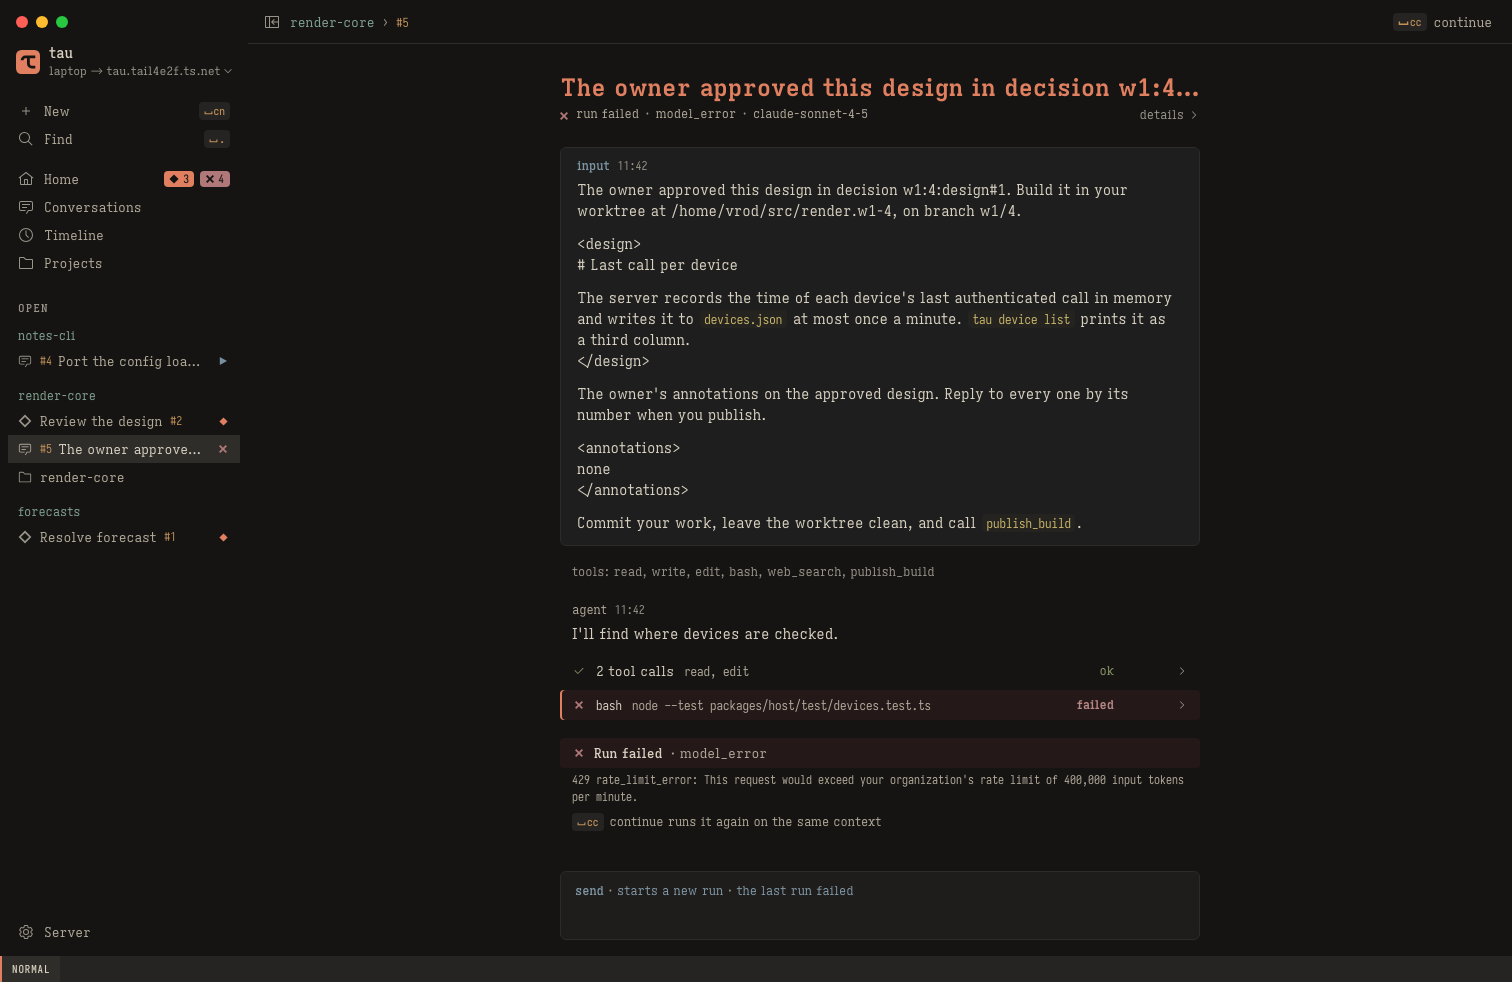 tau
laptop → tau.tail4e2f.ts.net
New ⎵cn
Find ⎵.
Home ◆ 3 ✕ 4
Conversations
Timeline
Projects
OPEN
notes-cli
#4 Port the config loa...
render-core
Review the design #2
#5 The owner approve...
render-core
forecasts
Resolve forecast #1
Server
NORMAL
render-core › #5
⎵cc continue
The owner approved this design in decision w1:4...
✕ run failed · model_error · claude-sonnet-4-5
details >
input 11:42
The owner approved this design in decision w1:4:design#1. Build it in your
worktree at /home/vrod/src/render.w1-4, on branch w1/4.
<design>
# Last call per device
The server records the time of each device's last authenticated call in memory
and writes it to devices.json at most once a minute. tau device list prints it as
a third column.
</design>
The owner's annotations on the approved design. Reply to every one by its
number when you publish.
<annotations>
none
</annotations>
Commit your work, leave the worktree clean, and call publish_build.
tools: read, write, edit, bash, web_search, publish_build
agent 11:42
I'll find where devices are checked.
2 tool calls read, edit ok
bash node --test packages/host/test/devices.test.ts failed
Run failed · model_error
429 rate_limit_error: This request would exceed your organization's rate limit of 400,000 input tokens
per minute.
⎵cc continue runs it again on the same context
send · starts a new run · the last run failed